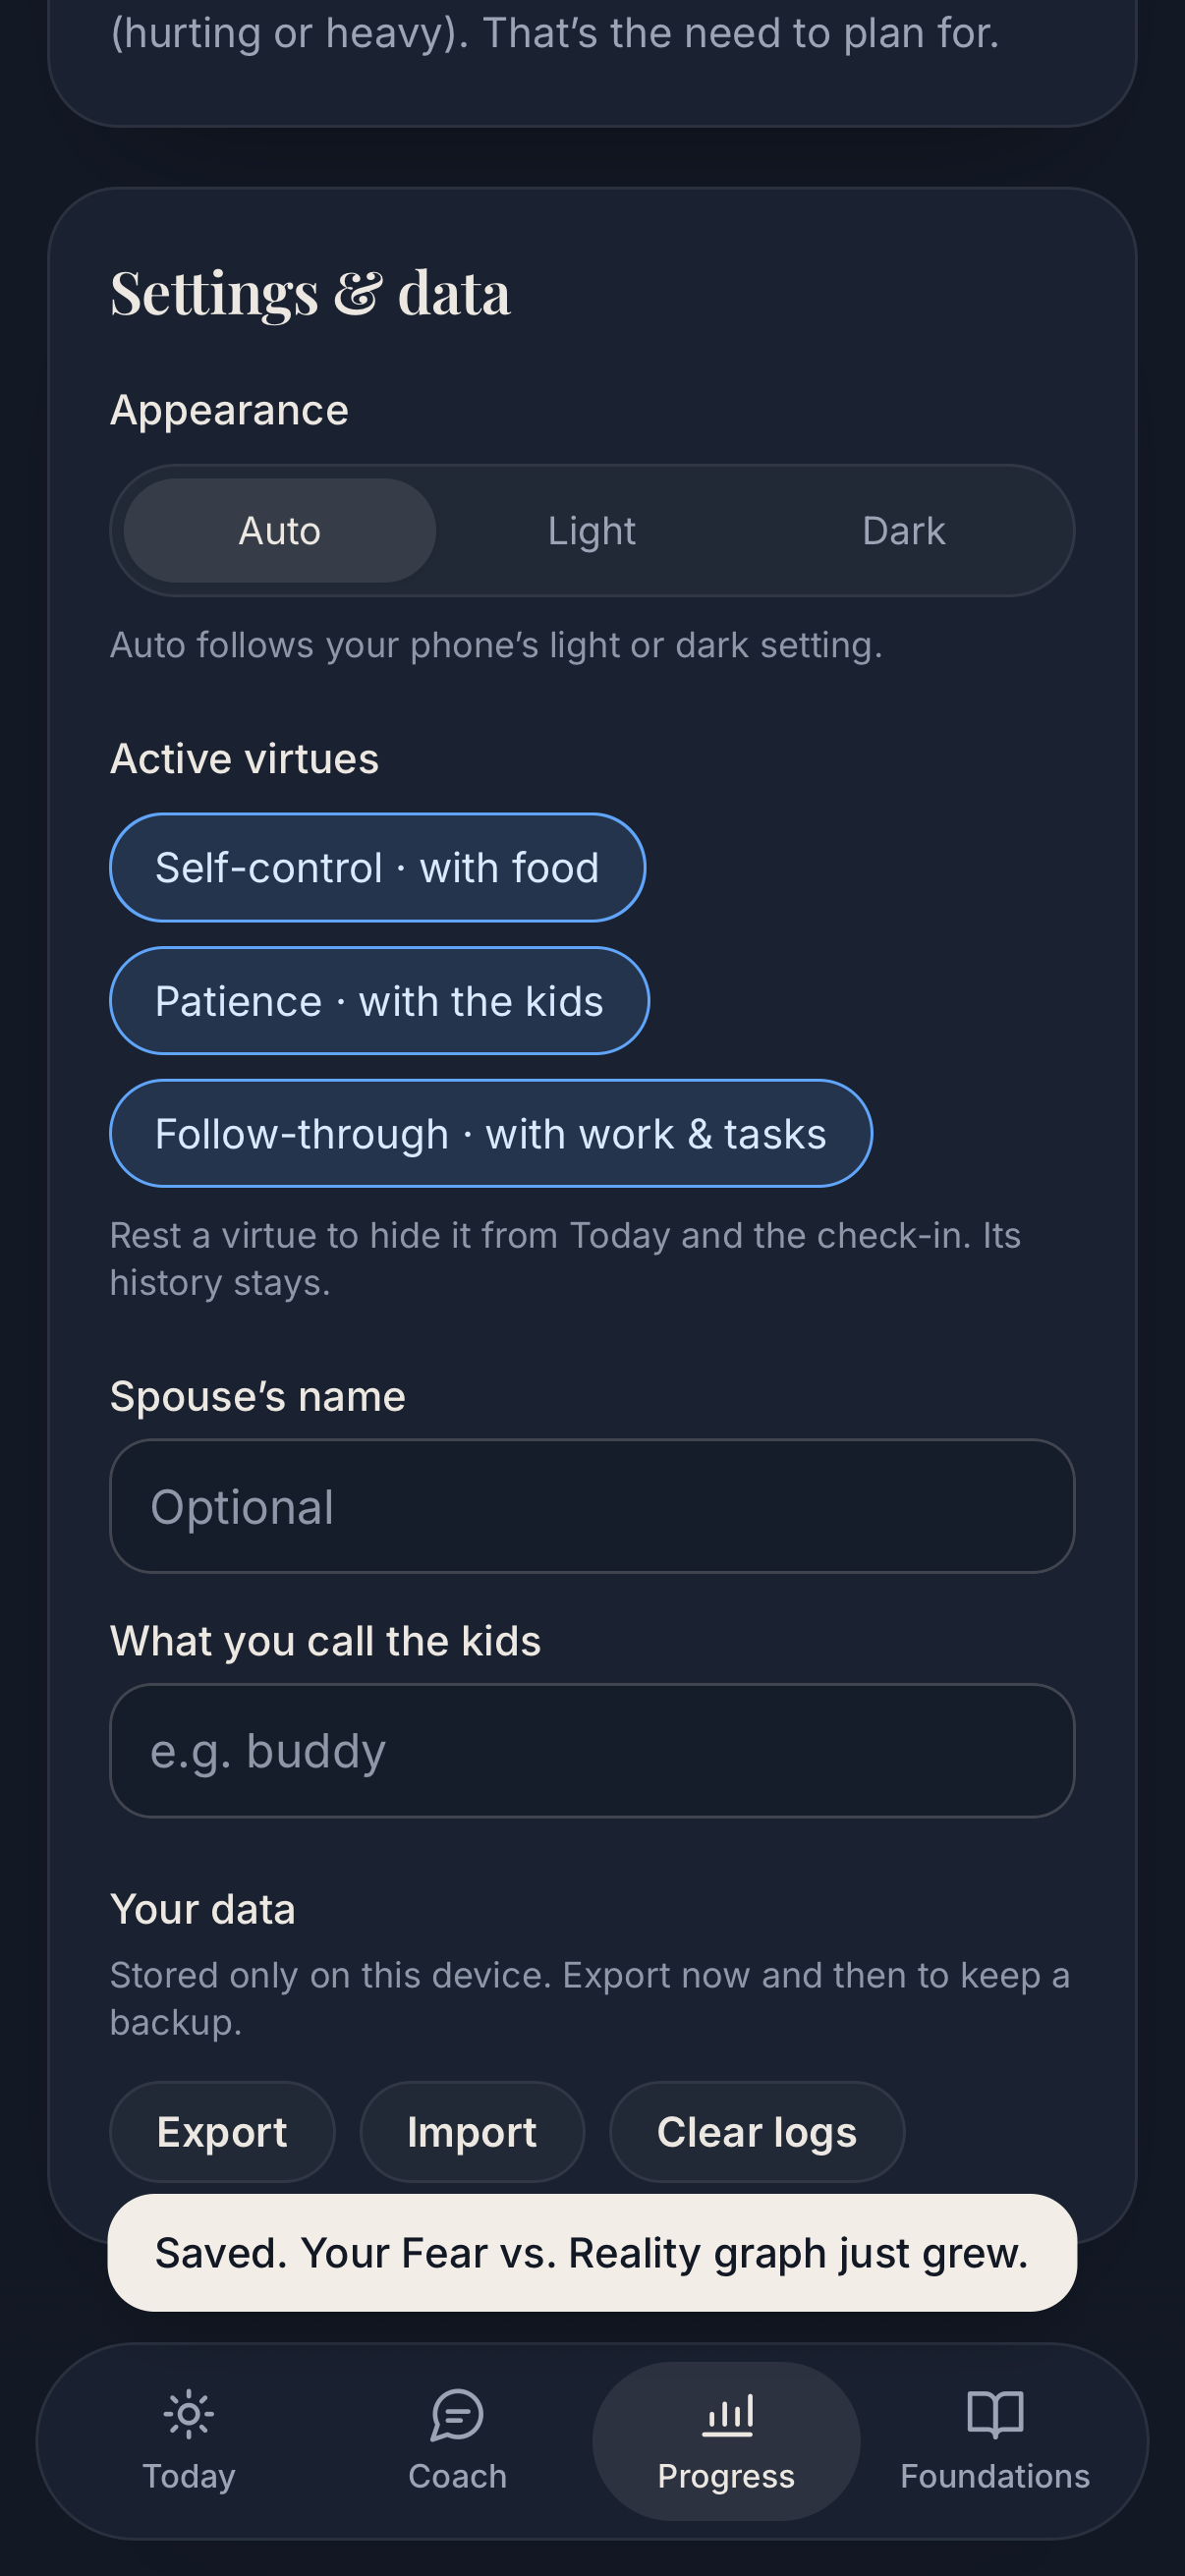 (hurting or heavy). That’s the need to plan for.
Settings & data
Appearance
Auto
Light
Dark
Auto follows your phone’s light or dark setting.
Active virtues
Self-control · with food
Patience · with the kids
Follow-through · with work & tasks
Rest a virtue to hide it from Today and the check-in. Its
history stays.
Spouse’s name
Optional
What you call the kids
e.g. buddy
Your data
Stored only on this device. Export now and then to keep a
backup.
Export
Import
Clear logs
Saved. Your Fear vs. Reality graph just grew.
Today
Coach
Progress
Foundations